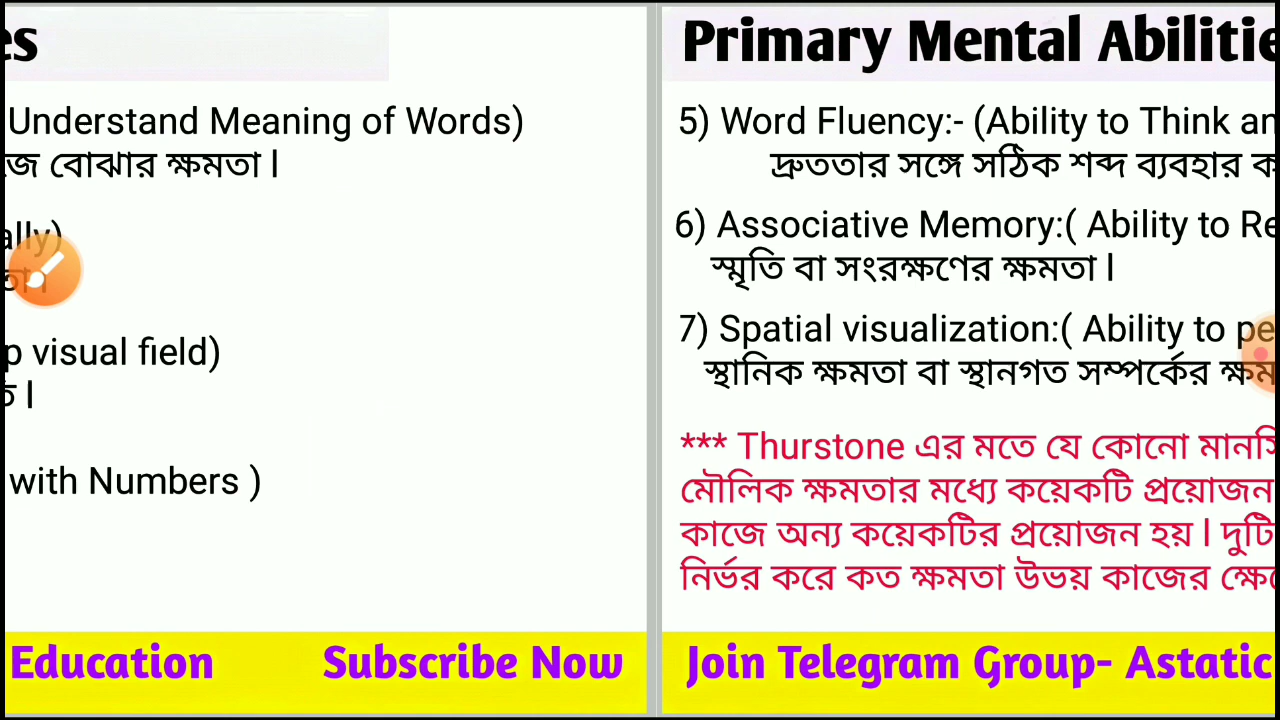 es
Understand Meaning of Words)
জে বোঝার ক্ষমতা l
ally)
তা l
p visual field)
l
with Numbers )
Education Subscribe Now
Primary Mental Abilitie
5) Word Fluency:- (Ability to Think an
দ্রুততার সঙ্গে সঠিক শব্দ ব্যবহার ক
6) Associative Memory:( Ability to Re
স্মৃতি বা সংরক্ষণের ক্ষমতা l
7) Spatial visualization:( Ability to pe
স্থানিক ক্ষমতা বা স্থানগত সম্পর্কের ক্ষম
*** Thurstone এর মতে যে কোনো মানসি
মৌলিক ক্ষমতার মধ্যে কয়েকটি প্রয়োজন
কাজে অন্য কয়েকটির প্রয়োজন হয় l দুটি
নির্ভর করে কত ক্ষমতা উভয় কাজের ক্ষে
Join Telegram Group- Astatic